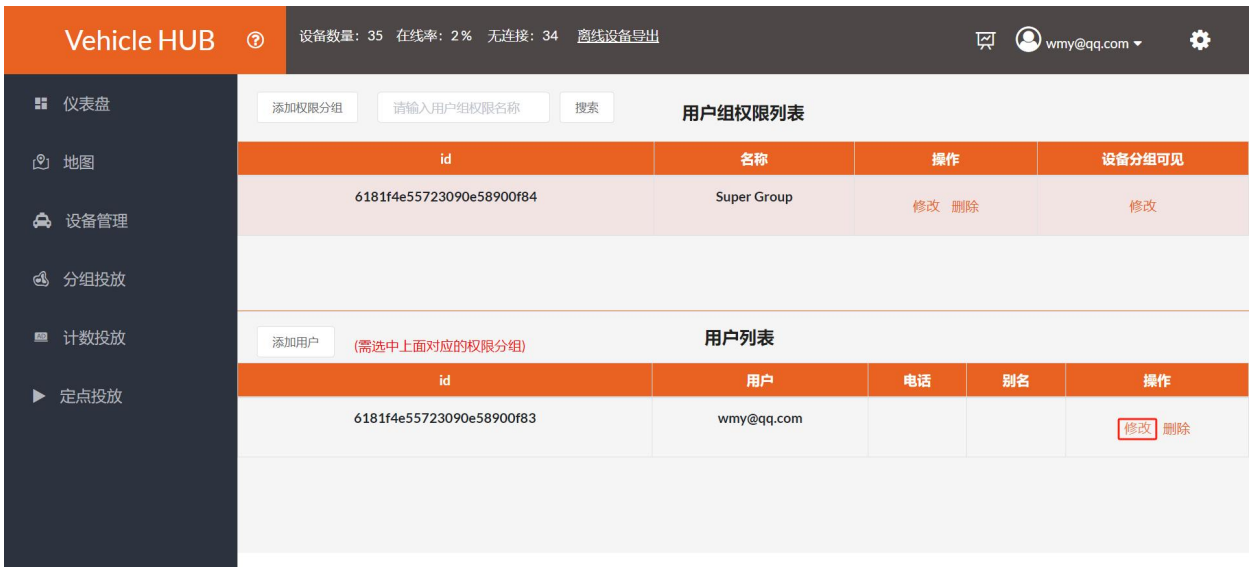 Vehicle HUB
设备数量：35 在线率：2% 无连接：34 离线设备导出
wmy@qq.com
仪表盘
地图
设备管理
分组投放
计数投放
定点投放
添加权限分组 请输入用户组权限名称 搜索 用户组权限列表
id 名称 操作 设备分组可见
6181f4e55723090e58900f84 Super Group 修改 删除 修改
添加用户 (需选中上面对应的权限分组) 用户列表
id 用户 电话 别名 操作
6181f4e55723090e58900f83 wmy@qq.com 修改 删除